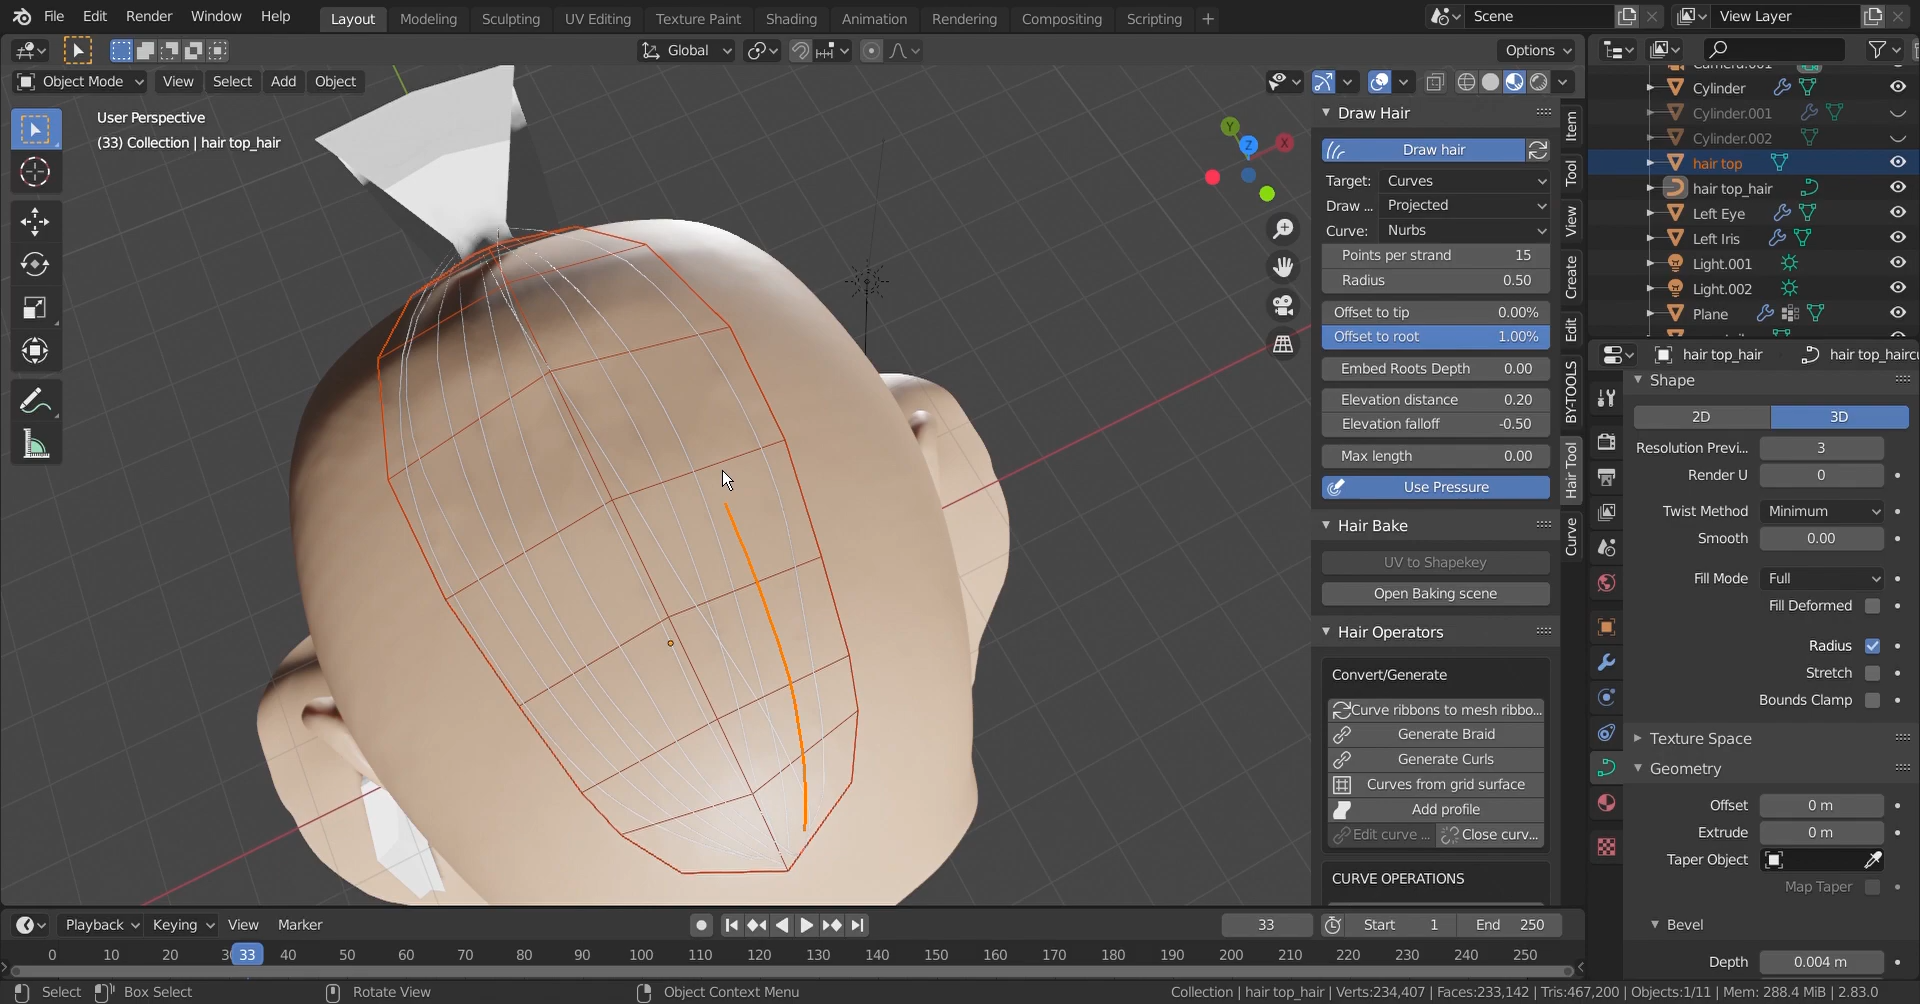 File Edit Render Window Help Layout Modeling Sculpting UV Editing Texture Paint Shading Animation Rendering Compositing Scripting + Scene View Layer
Global Options
Object Mode View Select Add Object
User Perspective
(33) Collection | hair top_hair
Y
X
Z
Draw Hair
Draw hair
Target: Curves
Draw ... Projected
Curve: Nurbs
Points per strand 15
Radius 0.50
Offset to tip 0.00%
Offset to root 1.00%
Embed Roots Depth 0.00
Elevation distance 0.20
Elevation falloff -0.50
Max length 0.00
Use Pressure
Hair Bake
UV to Shapekey
Open Baking scene
Hair Operators
Convert/Generate
Curve ribbons to mesh ribbo...
Generate Braid
Generate Curls
Curves from grid surface
Add profile
Edit curve ... Close curv...
CURVE OPERATIONS
Item
Tool
View
Create
Edit
BY-TOOLS
Hair Tool
Curve
Camera.001
Cylinder
Cylinder.001
Cylinder.002
hair top
hair top_hair
Left Eye
Left Iris
Light.001
Light.002
Plane
hair top_hair hair top_haircu
Shape
2D 3D
Resolution Previ... 3
Render U 0
Twist Method Minimum
Smooth 0.00
Fill Mode Full
Fill Deformed
Radius
Stretch
Bounds Clamp
Texture Space
Geometry
Offset 0 m
Extrude 0 m
Taper Object
Map Taper
Bevel
Depth 0.004 m
Playback Keying View Marker 33 Start 1 End 250
0 10 20 3 33 40 50 60 70 80 90 100 110 120 130 140 150 160 170 180 190 200 210 220 230 240 250
Select Box Select Rotate View Object Context Menu Collection | hair top_hair | Verts:234,407 | Faces:233,142 | Tris:467,200 | Objects:1/11 | Mem: 288.4 MiB | 2.83.0